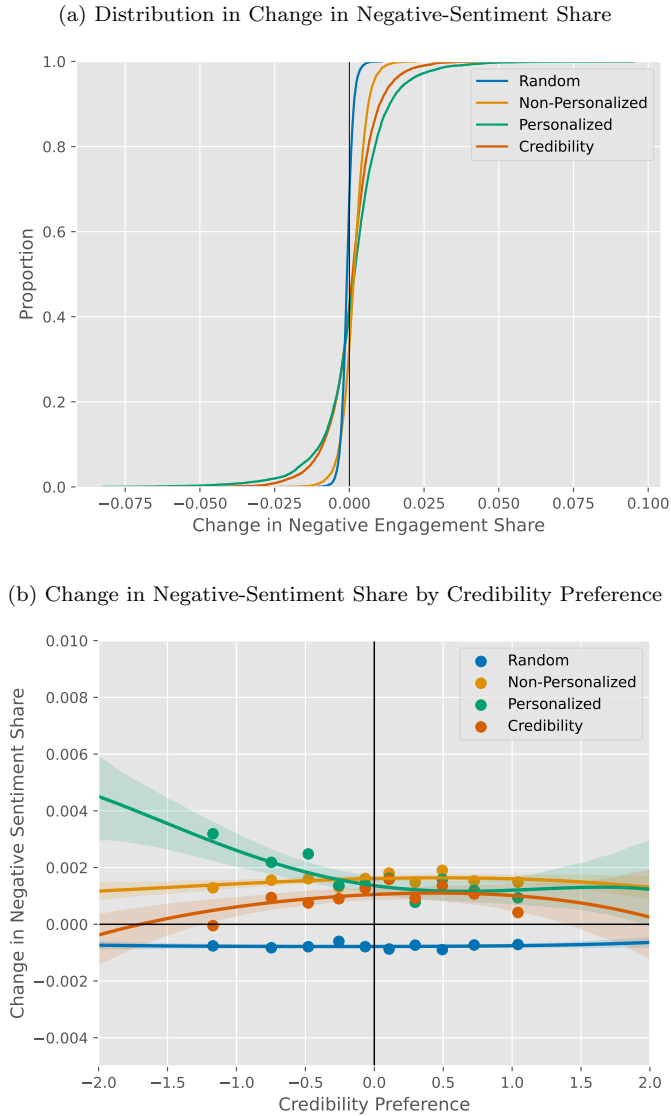 (a) Distribution in Change in Negative-Sentiment Share
1.0
0.8
0.6
0.4
0.2
0.0
Proportion
Random
Non-Personalized
Personalized
Credibility
−0.075 −0.050 −0.025 0.000 0.025 0.050 0.075 0.100
Change in Negative Engagement Share
(b) Change in Negative-Sentiment Share by Credibility Preference
0.010
0.008
0.006
0.004
0.002
0.000
−0.002
−0.004
Change in Negative Sentiment Share
Random
Non-Personalized
Personalized
Credibility
−2.0 −1.5 −1.0 −0.5 0.0 0.5 1.0 1.5 2.0
Credibility Preference